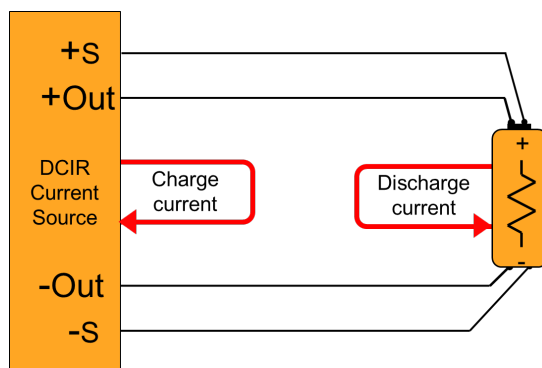 +S
+Out
DCIR
Current
Source
Charge
current
Discharge
current
+
-
-Out
-S